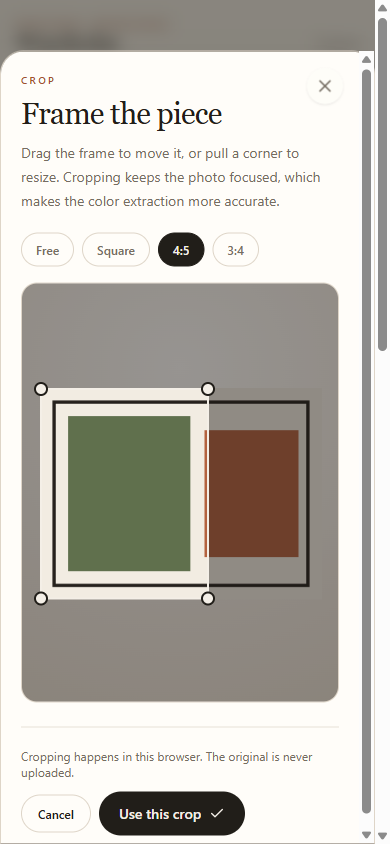 CROP
Frame the piece
Drag the frame to move it, or pull a corner to
resize. Cropping keeps the photo focused, which
makes the color extraction more accurate.
Free
Square
4:5
3:4
Cropping happens in this browser. The original is never
uploaded.
Cancel
Use this crop